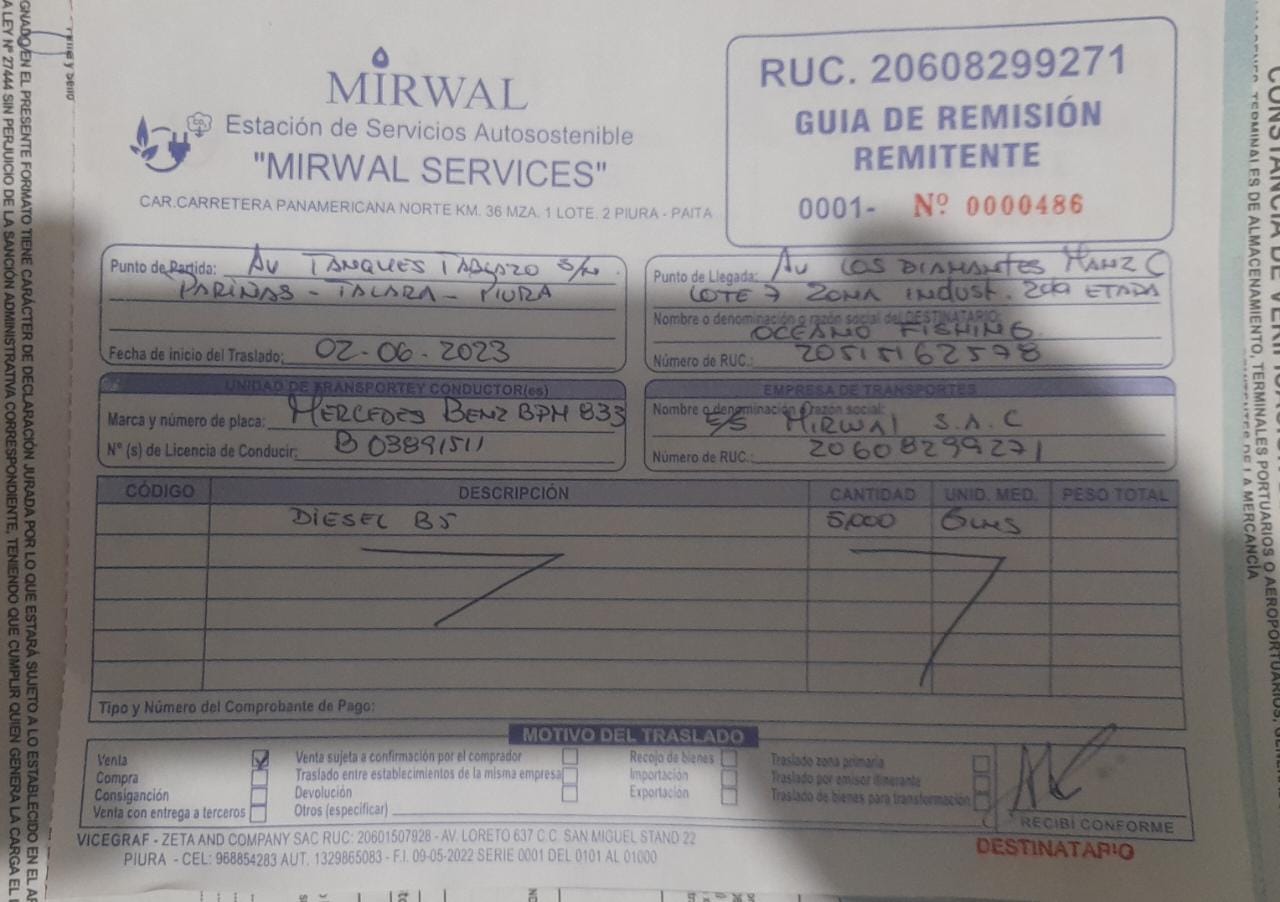 MIRWAL
Estación de Servicios Autosostenible
"MIRWAL SERVICES"
CAR.CARRETERA PANAMERICANA NORTE KM. 36 MZA. 1 LOTE. 2 PIURA - PAITA
RUC. 20608299271
GUIA DE REMISIÓN
REMITENTE
0001- Nº 0000486
Punto de Partida: AV TANQUES TABLAZO S/N
PARIÑAS - TALARA - PIURA
Fecha de inicio del Traslado: 02-06-2023
Punto de Llegada: AV LOS DIAMANTES MANZ C
LOTE 7 ZONA INDUST. 2da ETAPA
Nombre o denominación o razón social del DESTINATARIO:
OCEANO FISHING
Número de RUC.: 20515162578
UNIDAD DE TRANSPORTEY CONDUCTOR(es)
Marca y número de placa: MERCEDES BENZ BPM 833
Nº (s) de Licencia de Conducir: B 03891511
EMPRESA DE TRANSPORTES
Nombre o denominación o razón social:
E/S MIRWAL S.A.C
Número de RUC.: 20608299271
CÓDIGO DESCRIPCIÓN CANTIDAD UNID. MED. PESO TOTAL
DIESEL B5 5,000
Tipo y Número del Comprobante de Pago:
MOTIVO DEL TRASLADO
Venta Venta sujeta a confirmación por el comprador Recojo de bienes Traslado zona primaria
Compra Traslado entre establecimientos de la misma empresa Importación Traslado por emisor itinerante
Consiganción Devolución Exportación Traslado de bienes para transformación
Venta con entrega a terceros Otros (especificar)
RECIBÍ CONFORME
VICEGRAF - ZETA AND COMPANY SAC RUC: 20601507928 - AV. LORETO 637 C.C. SAN MIGUEL STAND 22
PIURA - CEL: 968854283 AUT. 1329865083 - F.I. 09-05-2022 SERIE 0001 DEL 0101 AL 01000
DESTINATARIO
GNADO/EN EL PRESENTE FORMATO TIENE CARÁCTER DE DECLARACIÓN JURADA POR LO QUE ESTARÁ SUJETO A LO ESTABLECIDO EN EL
A LEY Nº 27444 SIN PERJUICIO DE LA SANCIÓN ADMINISTRATIVA CORRESPONDIENTE, TENIENDO QUE CUMPLIR QUIEN GENERA LA CARGA EL
CONSTANCIA DE
TERMINALES DE ALMACENAMIENTO, TERMINALES PORTUARIOS O AEROPORTUARIOS,
DE LA MERCANCÍA